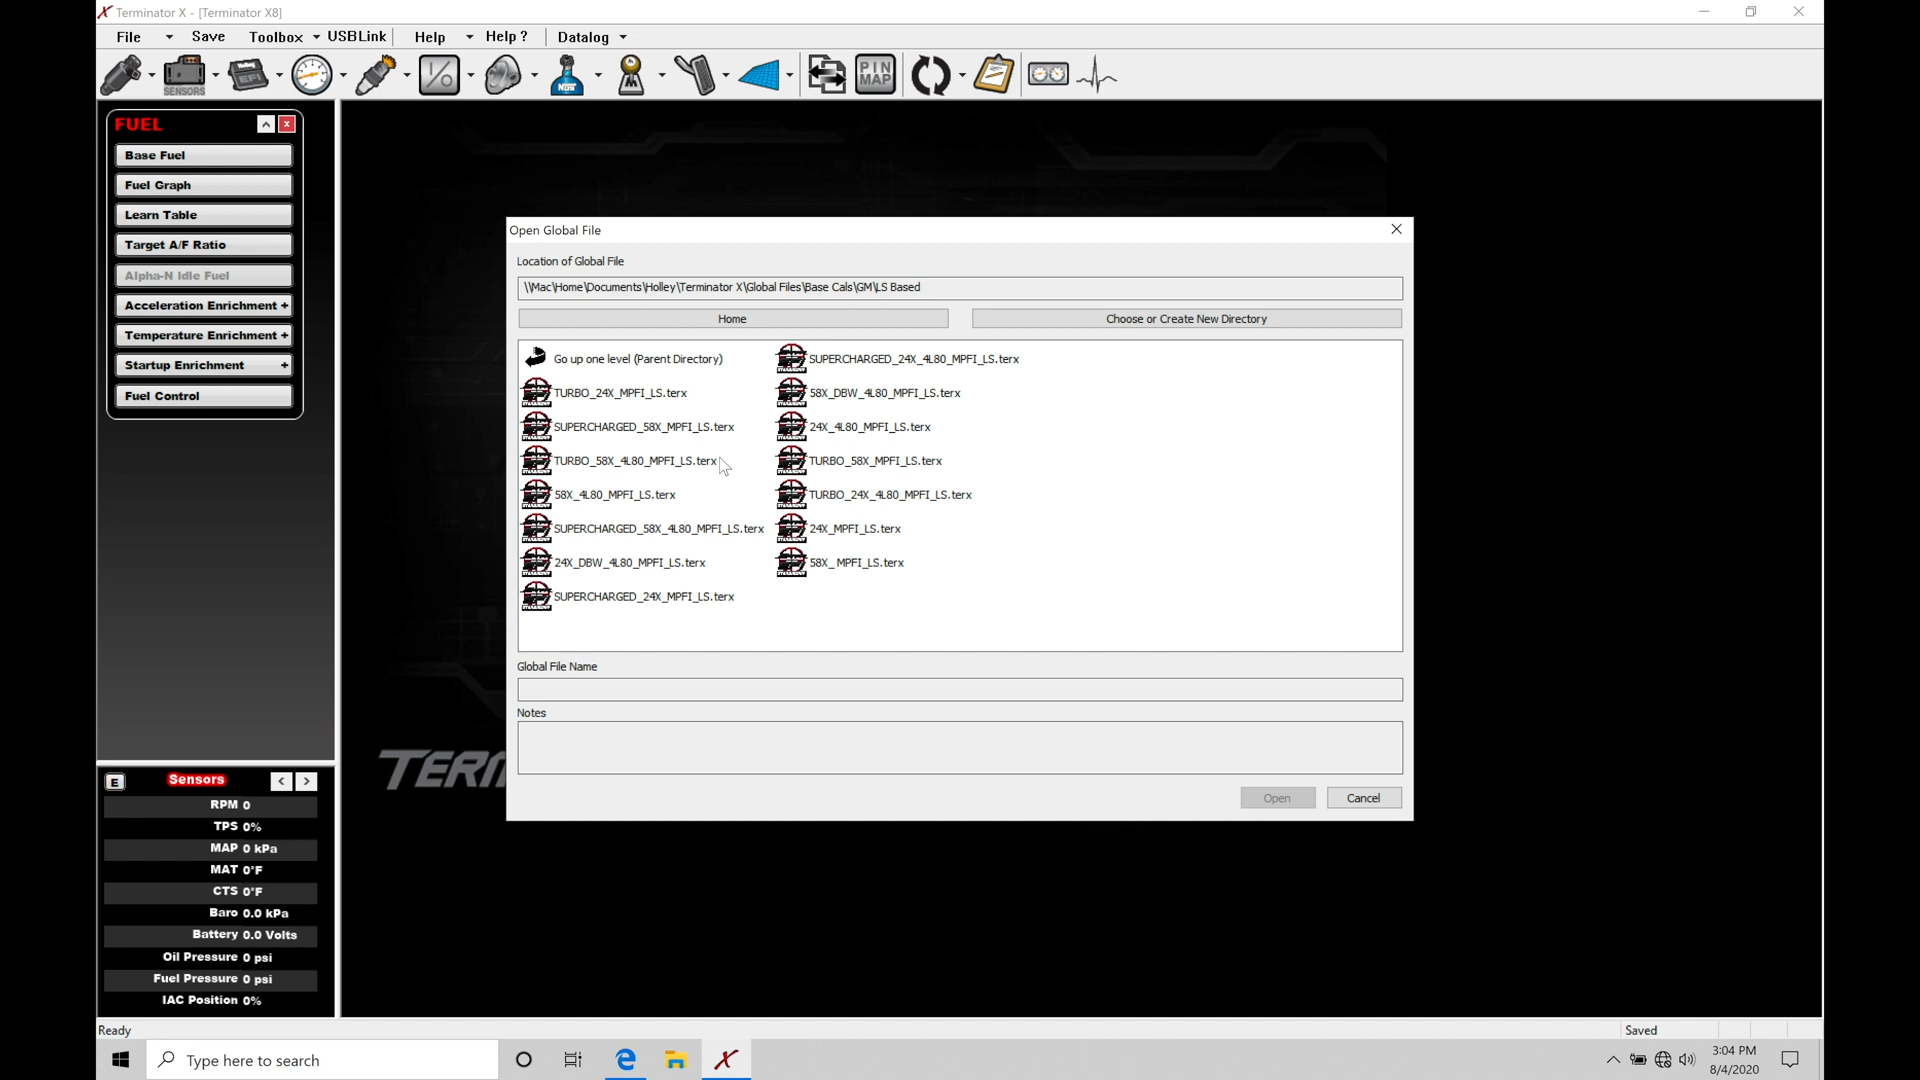 Terminator X - [Terminator X8]
File Save Toolbox USBLink Help Help ? Datalog
SENSORS EFI 1/0 NOS PIN MAP
FUEL
Base Fuel
Fuel Graph
Learn Table
Target A/F Ratio
Alpha-N Idle Fuel
Acceleration Enrichment +
Temperature Enrichment +
Startup Enrichment +
Fuel Control
Open Global File
Location of Global File
\\Mac\Home\Documents\Holley\Terminator X\Global Files\Base Cals\GM\LS Based
Home
Choose or Create New Directory
Go up one level (Parent Directory)
TURBO_24X_MPFI_LS.terx
SUPERCHARGED_58X_MPFI_LS.terx
TURBO_58X_4L80_MPFI_LS.terx
58X_4L80_MPFI_LS.terx
SUPERCHARGED_58X_4L80_MPFI_LS.terx
24X_DBW_4L80_MPFI_LS.terx
SUPERCHARGED_24X_MPFI_LS.terx
SUPERCHARGED_24X_4L80_MPFI_LS.terx
58X_DBW_4L80_MPFI_LS.terx
24X_4L80_MPFI_LS.terx
TURBO_58X_MPFI_LS.terx
TURBO_24X_4L80_MPFI_LS.terx
24X_MPFI_LS.terx
58X_ MPFI_LS.terx
Global File Name
Notes
Open
Cancel
TERM
E Sensors < >
RPM 0
TPS 0%
MAP 0 kPa
MAT 0°F
CTS 0°F
Baro 0.0 kPa
Battery 0.0 Volts
Oil Pressure 0 psi
Fuel Pressure 0 psi
IAC Position 0%
Ready
Saved
Type here to search
3:04 PM
8/4/2020